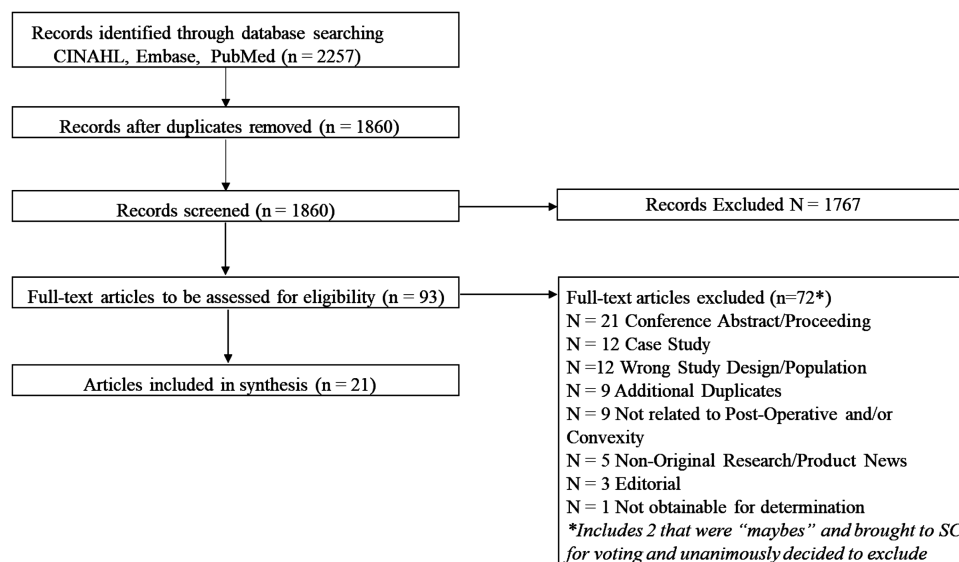 Records identified through database searching
CINAHL, Embase, PubMed (n = 2257)
Records after duplicates removed (n = 1860)
Records screened (n = 1860)
Records Excluded N = 1767
Full-text articles to be assessed for eligibility (n = 93)
Full-text articles excluded (n=72*)
N = 21 Conference Abstract/Proceeding
N = 12 Case Study
N =12 Wrong Study Design/Population
N = 9 Additional Duplicates
N = 9 Not related to Post-Operative and/or
Convexity
N = 5 Non-Original Research/Product News
N = 3 Editorial
N = 1 Not obtainable for determination
*Includes 2 that were “maybes” and brought to SC
for voting and unanimously decided to exclude
Articles included in synthesis (n = 21)